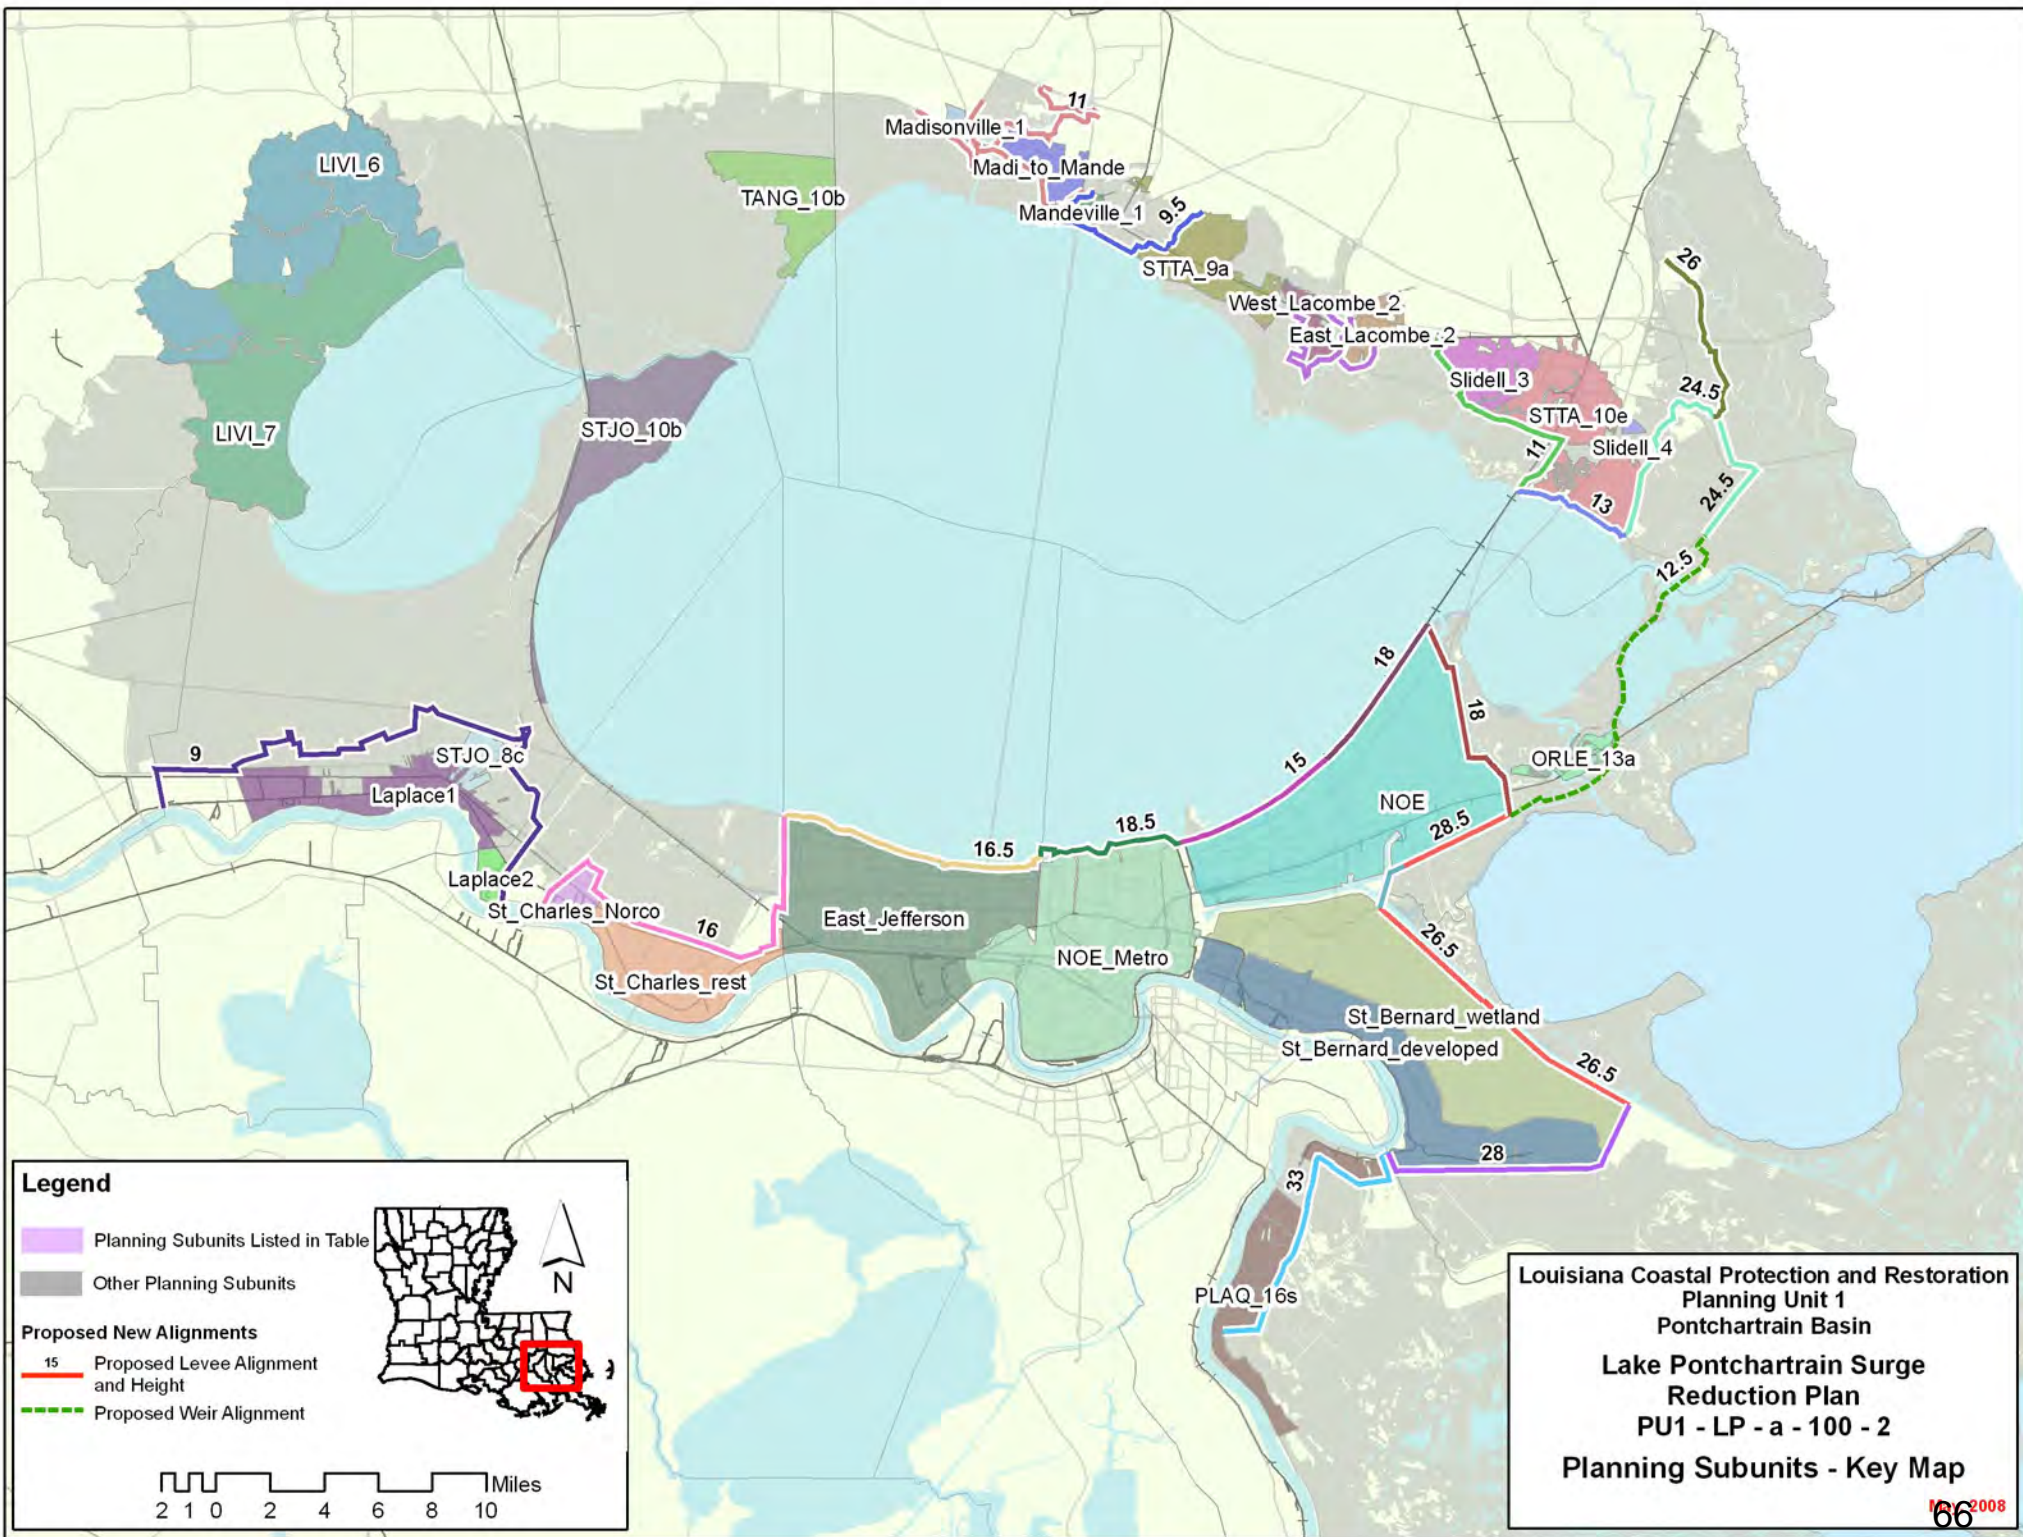 11
Madisonville_1
LIVI_6
Madi_to_Mande
TANG_10b
Mandeville_1
9.5
STTA_9a
26
West_Lacombe_2
East_Lacombe_2
Slidell_3
24.5
STTA_10e
LIVI_7
STJO_10b
Slidell_4
11
24.5
13
12.5
18
18
9
STJO_8c
ORLE_13a
15
Laplace1
NOE
18.5
28.5
16.5
Laplace2
St_Charles_Norco
East_Jefferson
16
26.5
NOE_Metro
St_Charles_rest
St_Bernard_wetland
St_Bernard_developed
26.5
28
33
PLAQ_16s
Legend
Planning Subunits Listed in Table
Other Planning Subunits
Proposed New Alignments
15 Proposed Levee Alignment
and Height
Proposed Weir Alignment
N
Miles
2 1 0 2 4 6 8 10
Louisiana Coastal Protection and Restoration
Planning Unit 1
Pontchartrain Basin
Lake Pontchartrain Surge
Reduction Plan
PU1 - LP - a - 100 - 2
Planning Subunits - Key Map
May 2008
66